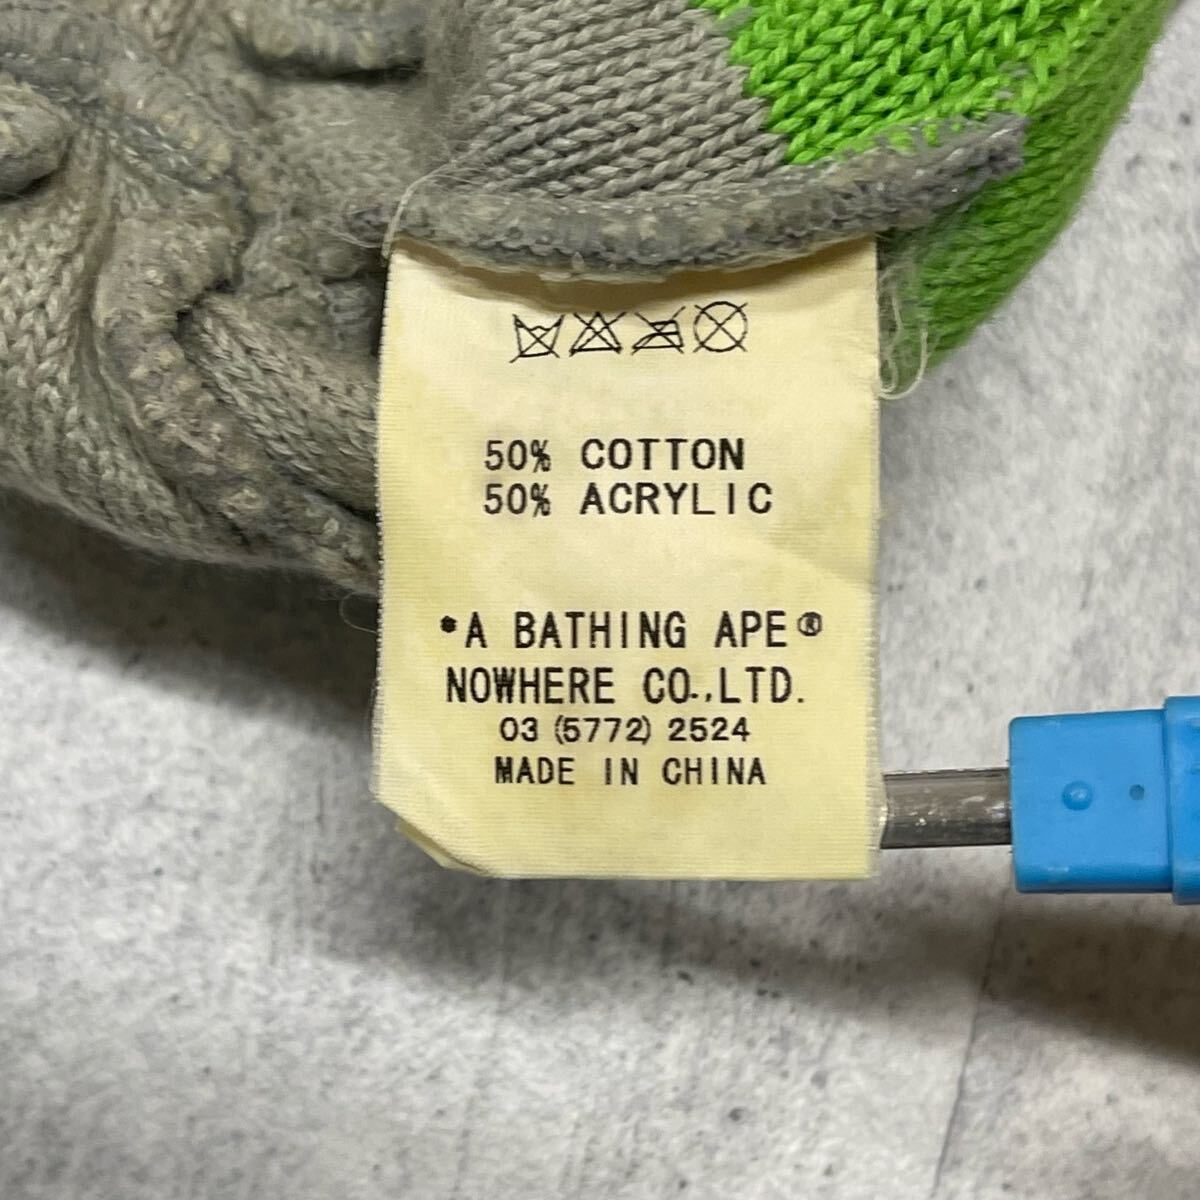 50% COTTON
50% ACRYLIC
*A BATHING APE®
NOWHERE CO.,LTD.
03 (5772) 2524
MADE IN CHINA